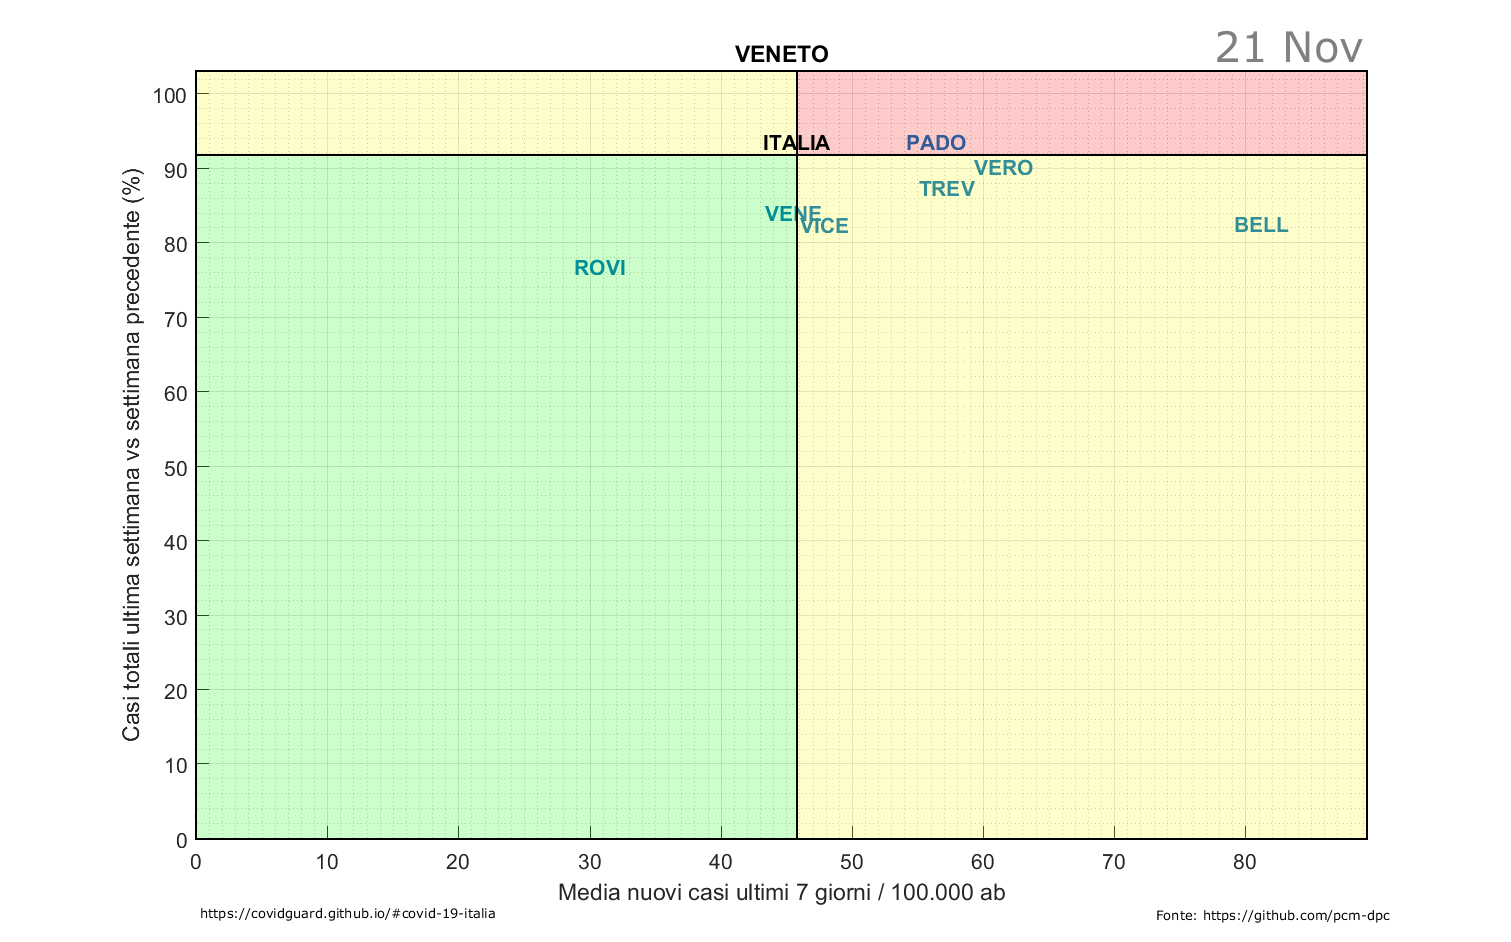 VENETO
21 Nov
100
90
80
70
60
50
40
30
20
10
0
Casi totali ultima settimana vs settimana precedente (%)
ITALIA
PADO
VERO
TREV
VENE
VICE
BELL
ROVI
0 10 20 30 40 50 60 70 80
Media nuovi casi ultimi 7 giorni / 100.000 ab
https://covidguard.github.io/#covid-19-italia
Fonte: https://github.com/pcm-dpc